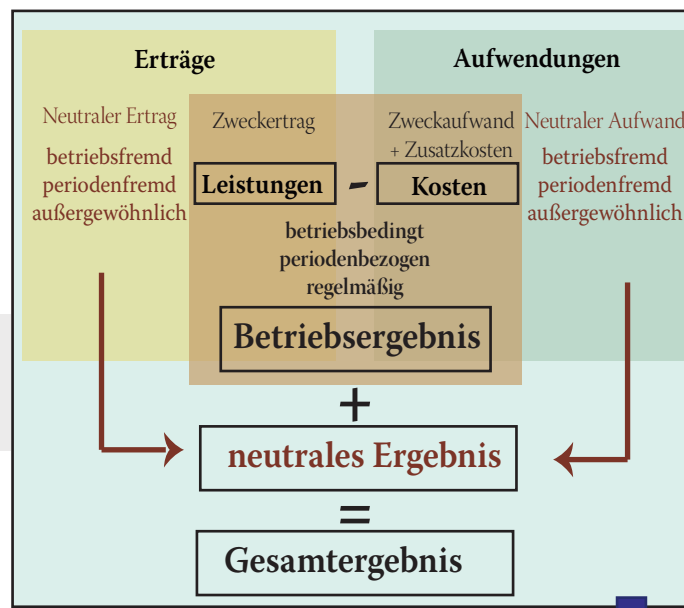 Erträge
Aufwendungen
Neutraler Ertrag
betriebsfremd
periodenfremd
außergewöhnlich
Zweckertrag
Leistungen
-
Zweckaufwand
+ Zusatzkosten
Kosten
Neutraler Aufwand
betriebsfremd
periodenfremd
außergewöhnlich
betriebsbedingt
periodenbezogen
regelmäßig
Betriebsergebnis
+
neutrales Ergebnis
=
Gesamtergebnis